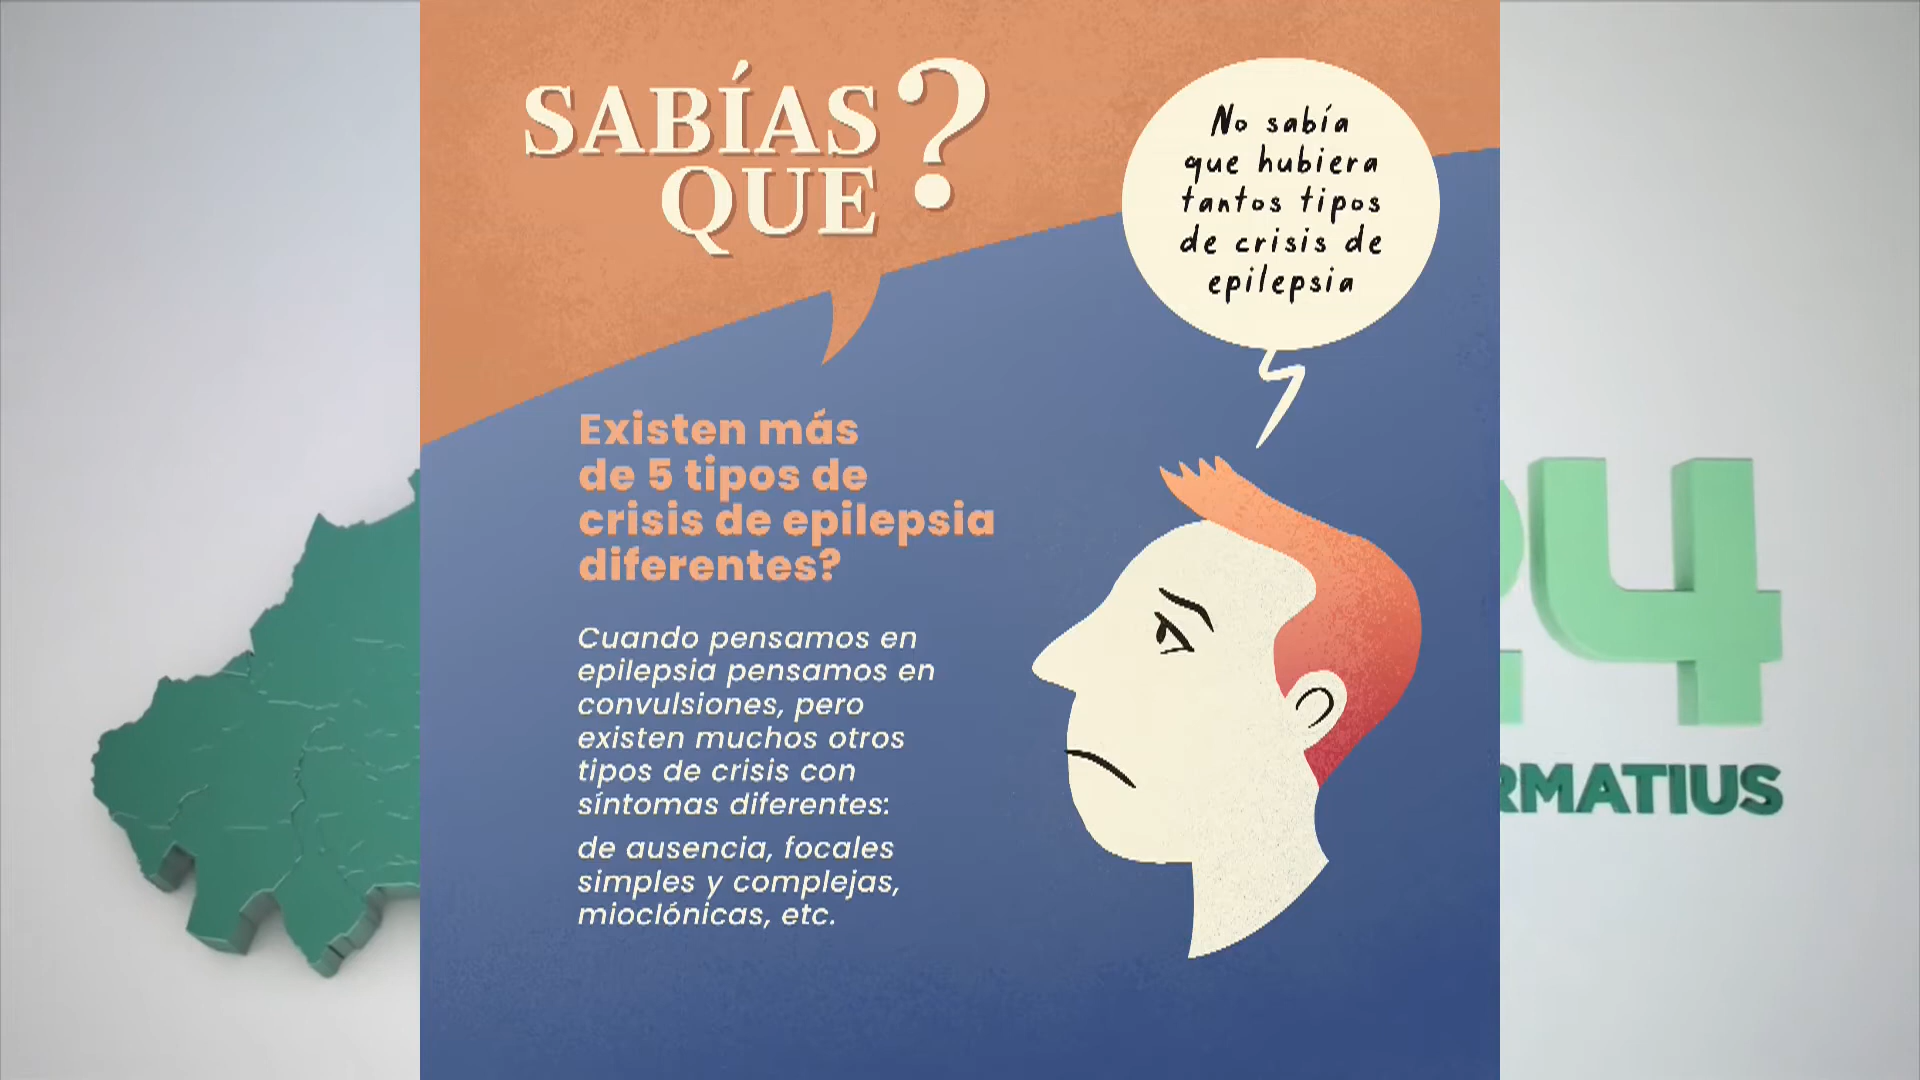 SABÍAS
QUE?
No sabía
que hubiera
tantos tipos
de crisis de
epilepsia
Existen más
de 5 tipos de
crisis de epilepsia
diferentes?
Cuando pensamos en
epilepsia pensamos en
convulsiones, pero
existen muchos otros
tipos de crisis con
síntomas diferentes:
de ausencia, focales
simples y complejas,
mioclónicas, etc.
24
RMATIUS